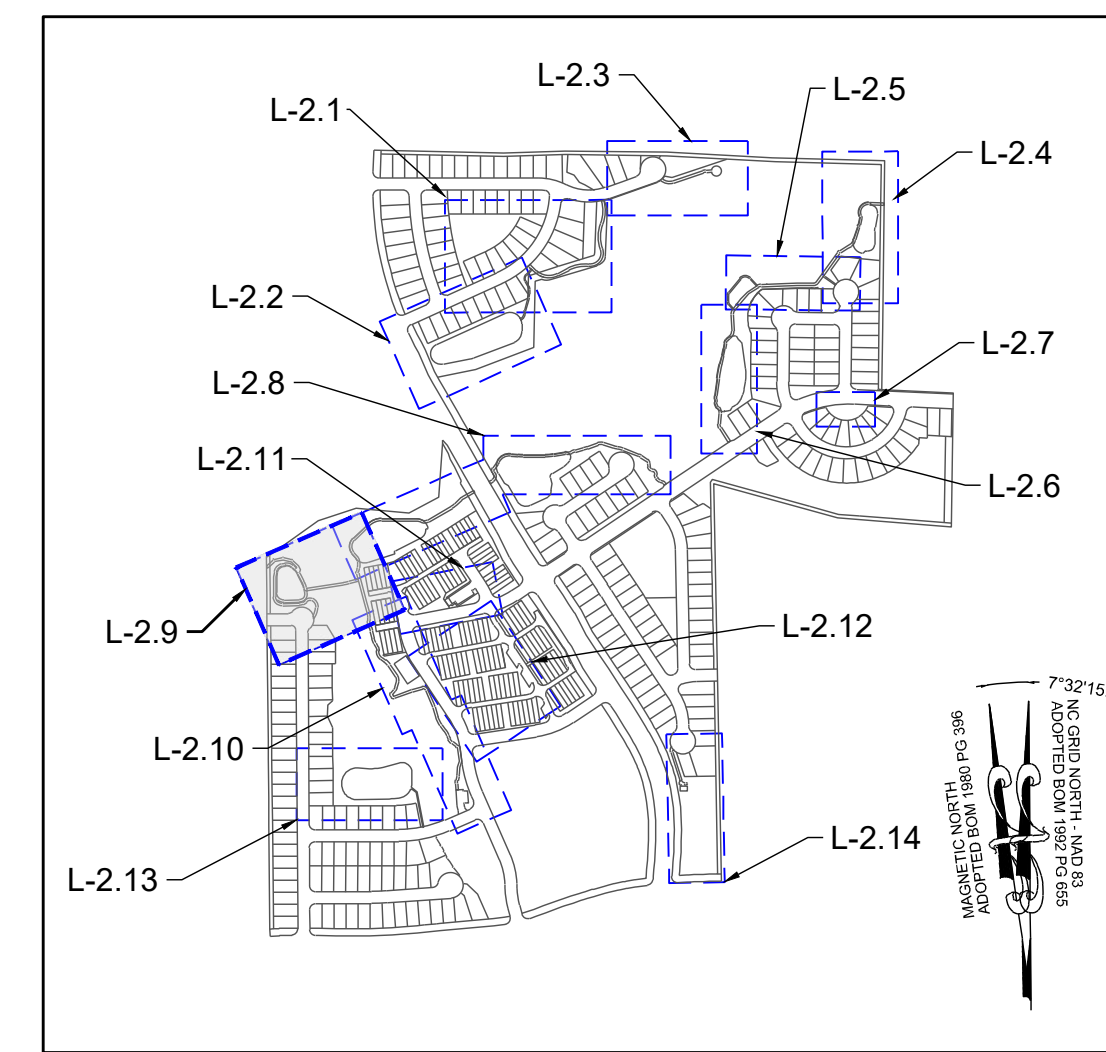 L-2.3
L-2.5
L-2.1
L-2.4
L-2.2
L-2.7
L-2.8
L-2.11
L-2.6
L-2.9
L-2.12
L-2.10
L-2.14
L-2.13
7°32'15
NC GRID NORTH - NAD 83
ADOPTED BOM 1992 PG 655
MAGNETIC NORTH
ADOPTED BOM 1980 PG 396